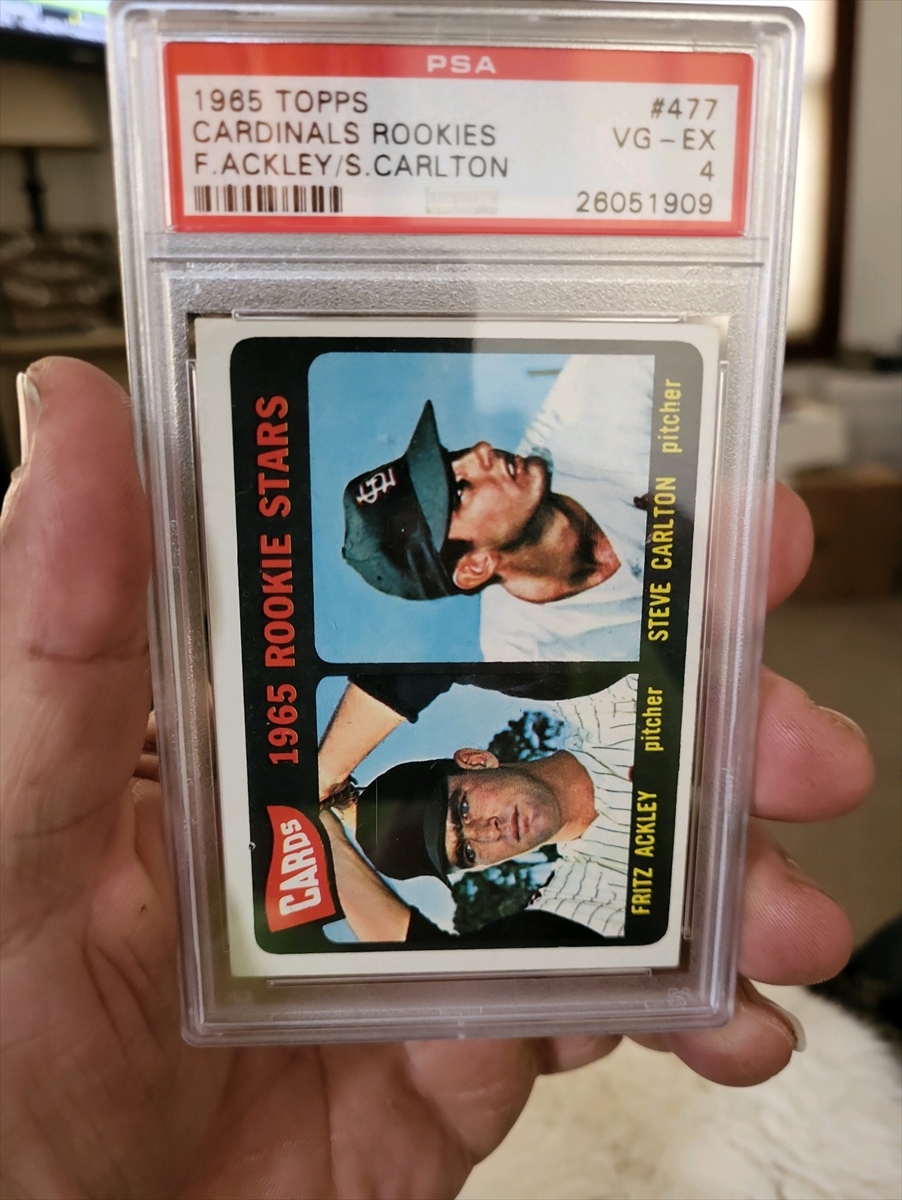 PSA
1965 TOPPS #477
CARDINALS ROOKIES VG-EX
F.ACKLEY/S.CARLTON 4
26051909
CARDS 1965 ROOKIE STARS
STL
FRITZ ACKLEY pitcher STEVE CARLTON pitcher